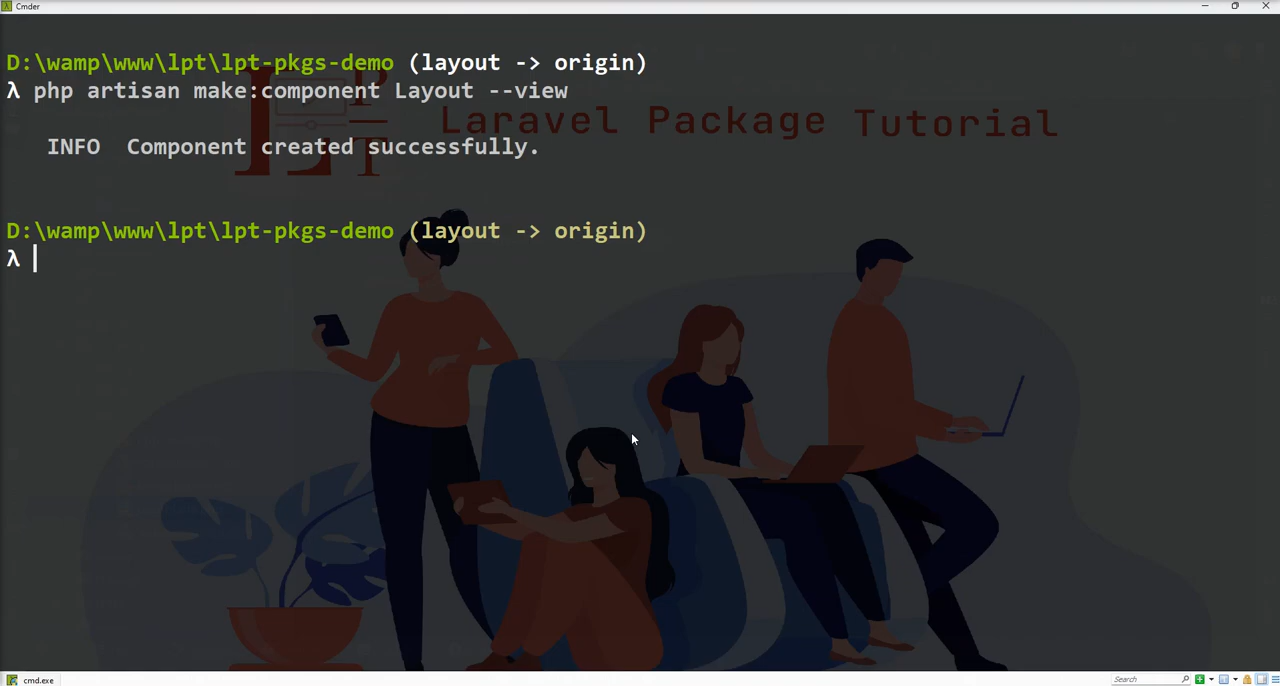 Cmder
D:\wamp\www\lpt\lpt-pkgs-demo (layout -> origin)
λ php artisan make:component Layout --view
L P T Laravel Package Tutorial
INFO Component created successfully.
D:\wamp\www\lpt\lpt-pkgs-demo (layout -> origin)
λ
cmd.exe
Search